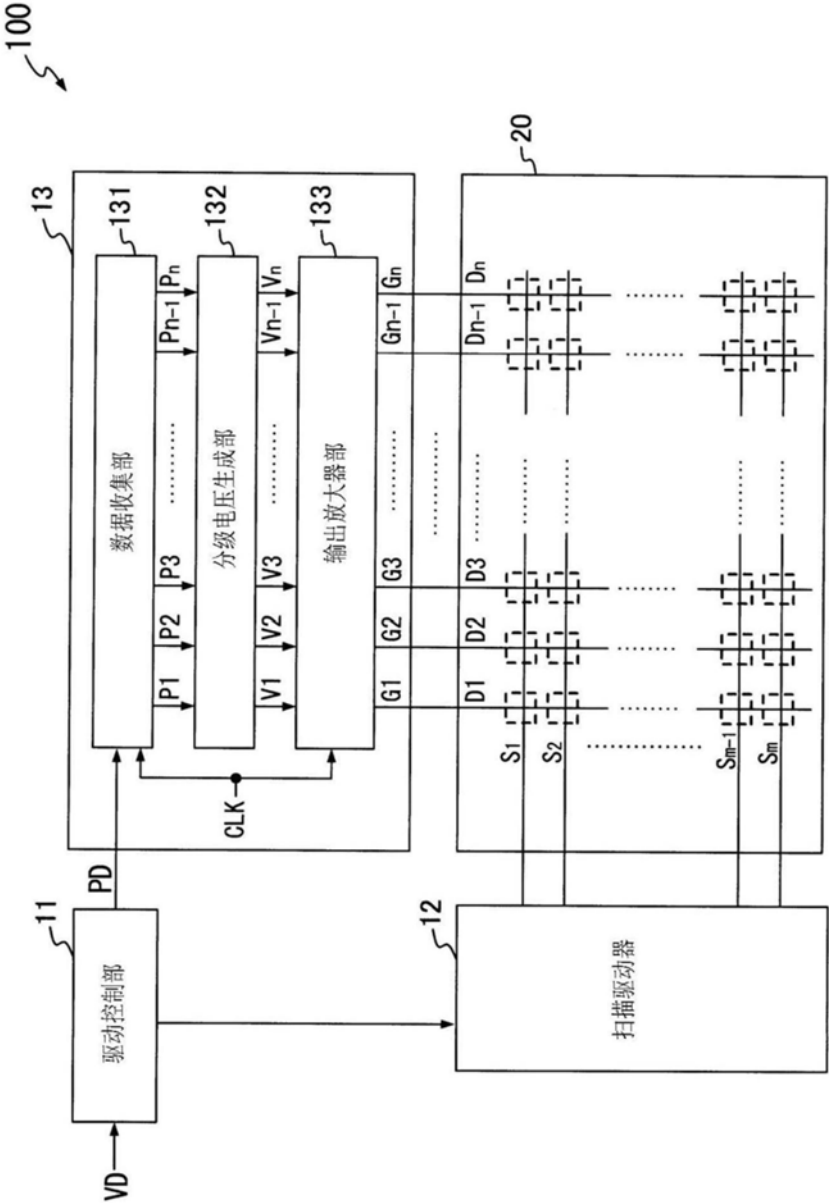 100
13
131
132
133
20
11
12
VD
驱动控制部
PD
数据收集部
P1 P2 P3 ……… Pn-1 Pn
分级电压生成部
V1 V2 V3 ……… Vn-1 Vn
输出放大器部
CLK
G1 G2 G3 ……… Gn-1 Gn
D1 D2 D3 ……… Dn-1 Dn
S1
S2
Sm-1
Sm
扫描驱动器